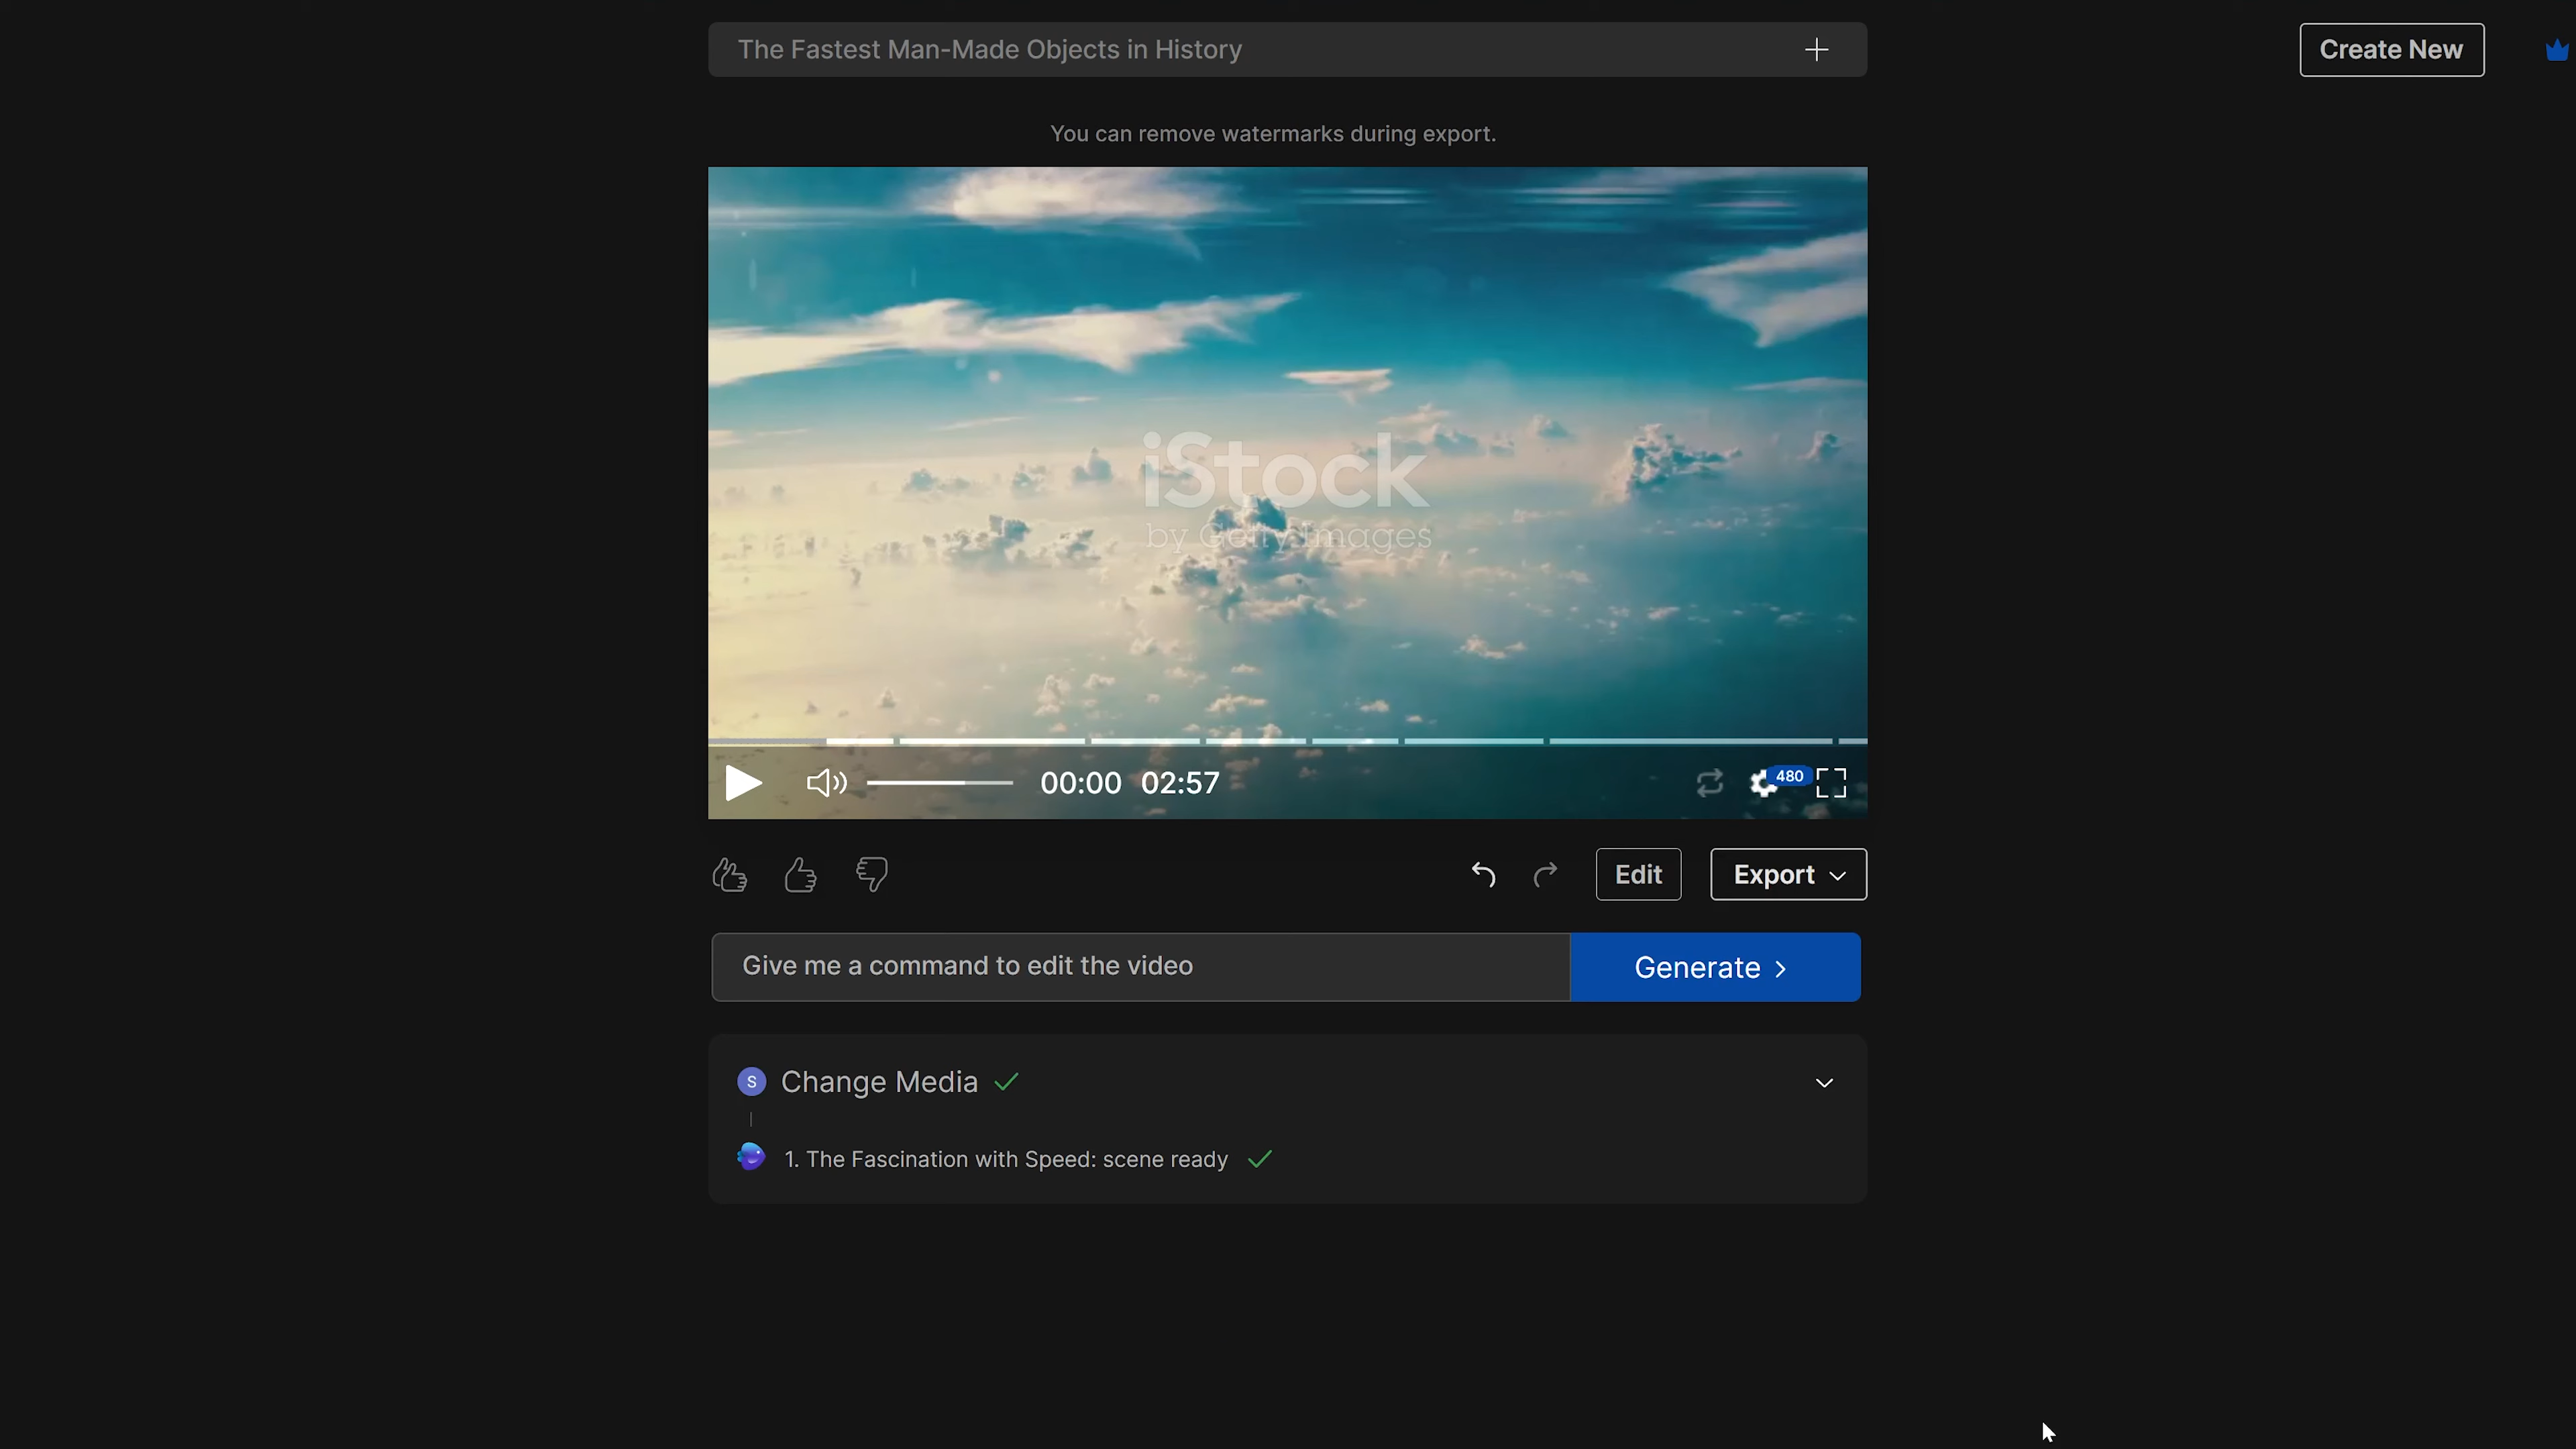 The Fastest Man-Made Objects in History
Create New
You can remove watermarks during export.
iStock
by Getty Images
00:00 02:57
480
Edit
Export
Give me a command to edit the video
Generate
S
Change Media
1. The Fascination with Speed: scene ready